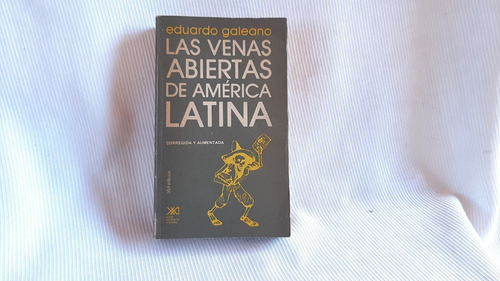 eduardo galeano
LAS VENAS
ABIERTAS
DE AMÉRICA
LATINA
CORREGIDA Y AUMENTADA